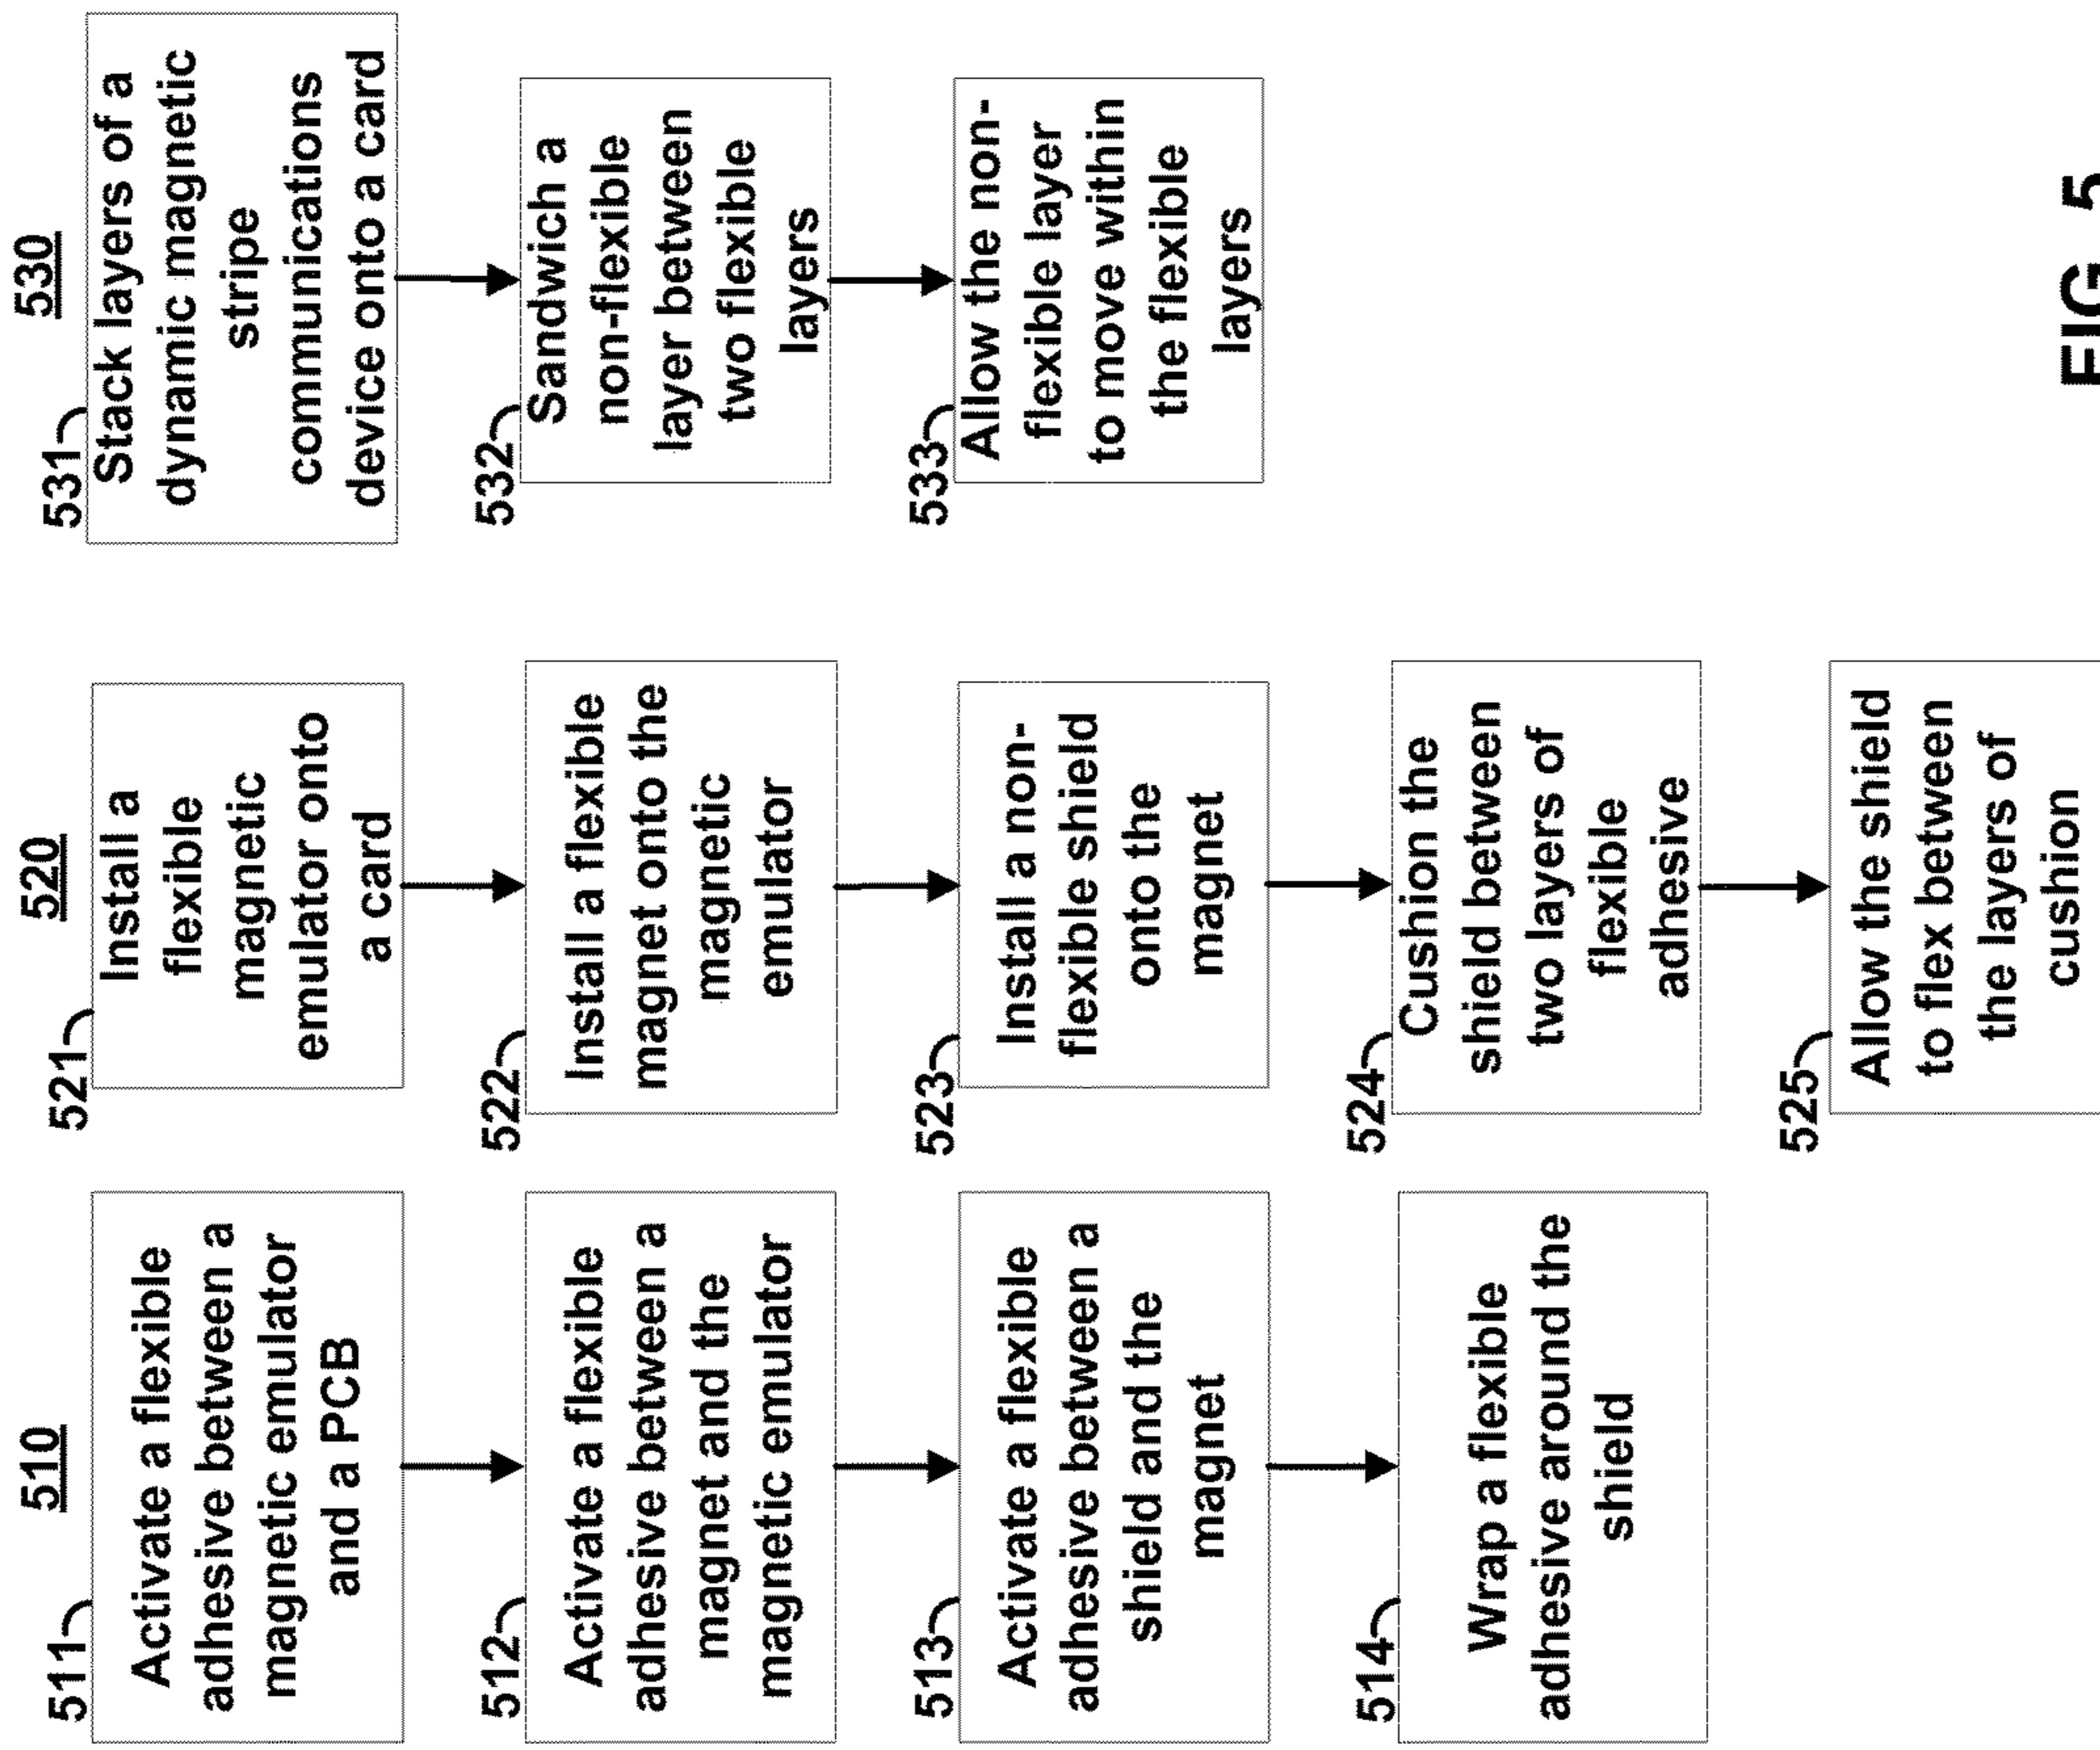 510
511
Activate a flexible
adhesive between a
magnetic emulator
and a PCB
512
Activate a flexible
adhesive between a
magnet and the
magnetic emulator
513
Activate a flexible
adhesive between a
shield and the
magnet
514
Wrap a flexible
adhesive around the
shield
520
521
Install a
flexible
magnetic
emulator onto
a card
522
Install a flexible
magnet onto the
magnetic
emulator
523
Install a non-
flexible shield
onto the
magnet
524
Cushion the
shield between
two layers of
flexible
adhesive
525
Allow the shield
to flex between
the layers of
cushion
530
531
Stack layers of a
dynamic magnetic
stripe
communications
device onto a card
532
Sandwich a
non-flexible
layer between
two flexible
layers
533
Allow the non-
flexible layer
to move within
the flexible
layers
FIG 5